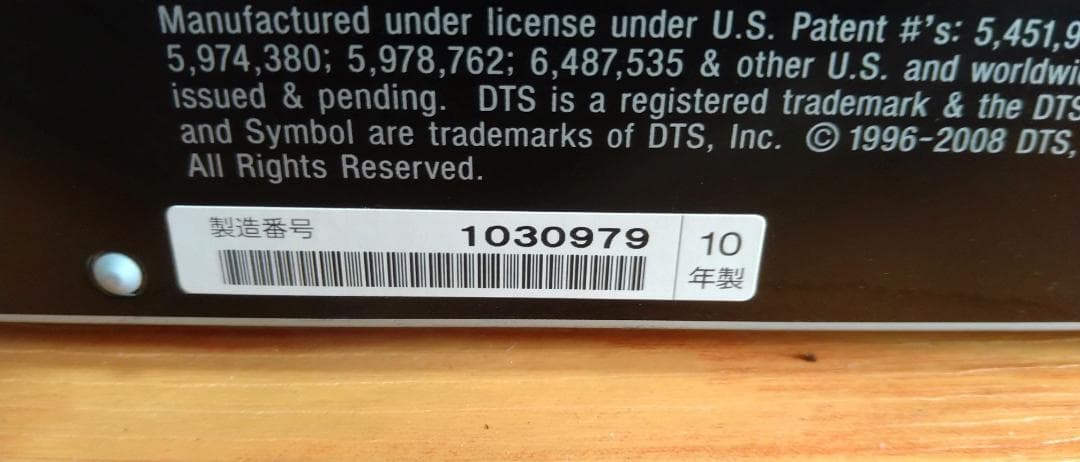 Manufactured under license under U.S. Patent #'s: 5,451,9
5,974,380; 5,978,762; 6,487,535 & other U.S. and worldwi
issued & pending. DTS is a registered trademark & the DTS
and Symbol are trademarks of DTS, Inc. © 1996-2008 DTS,
All Rights Reserved.
製造番号 1030979 10
年製